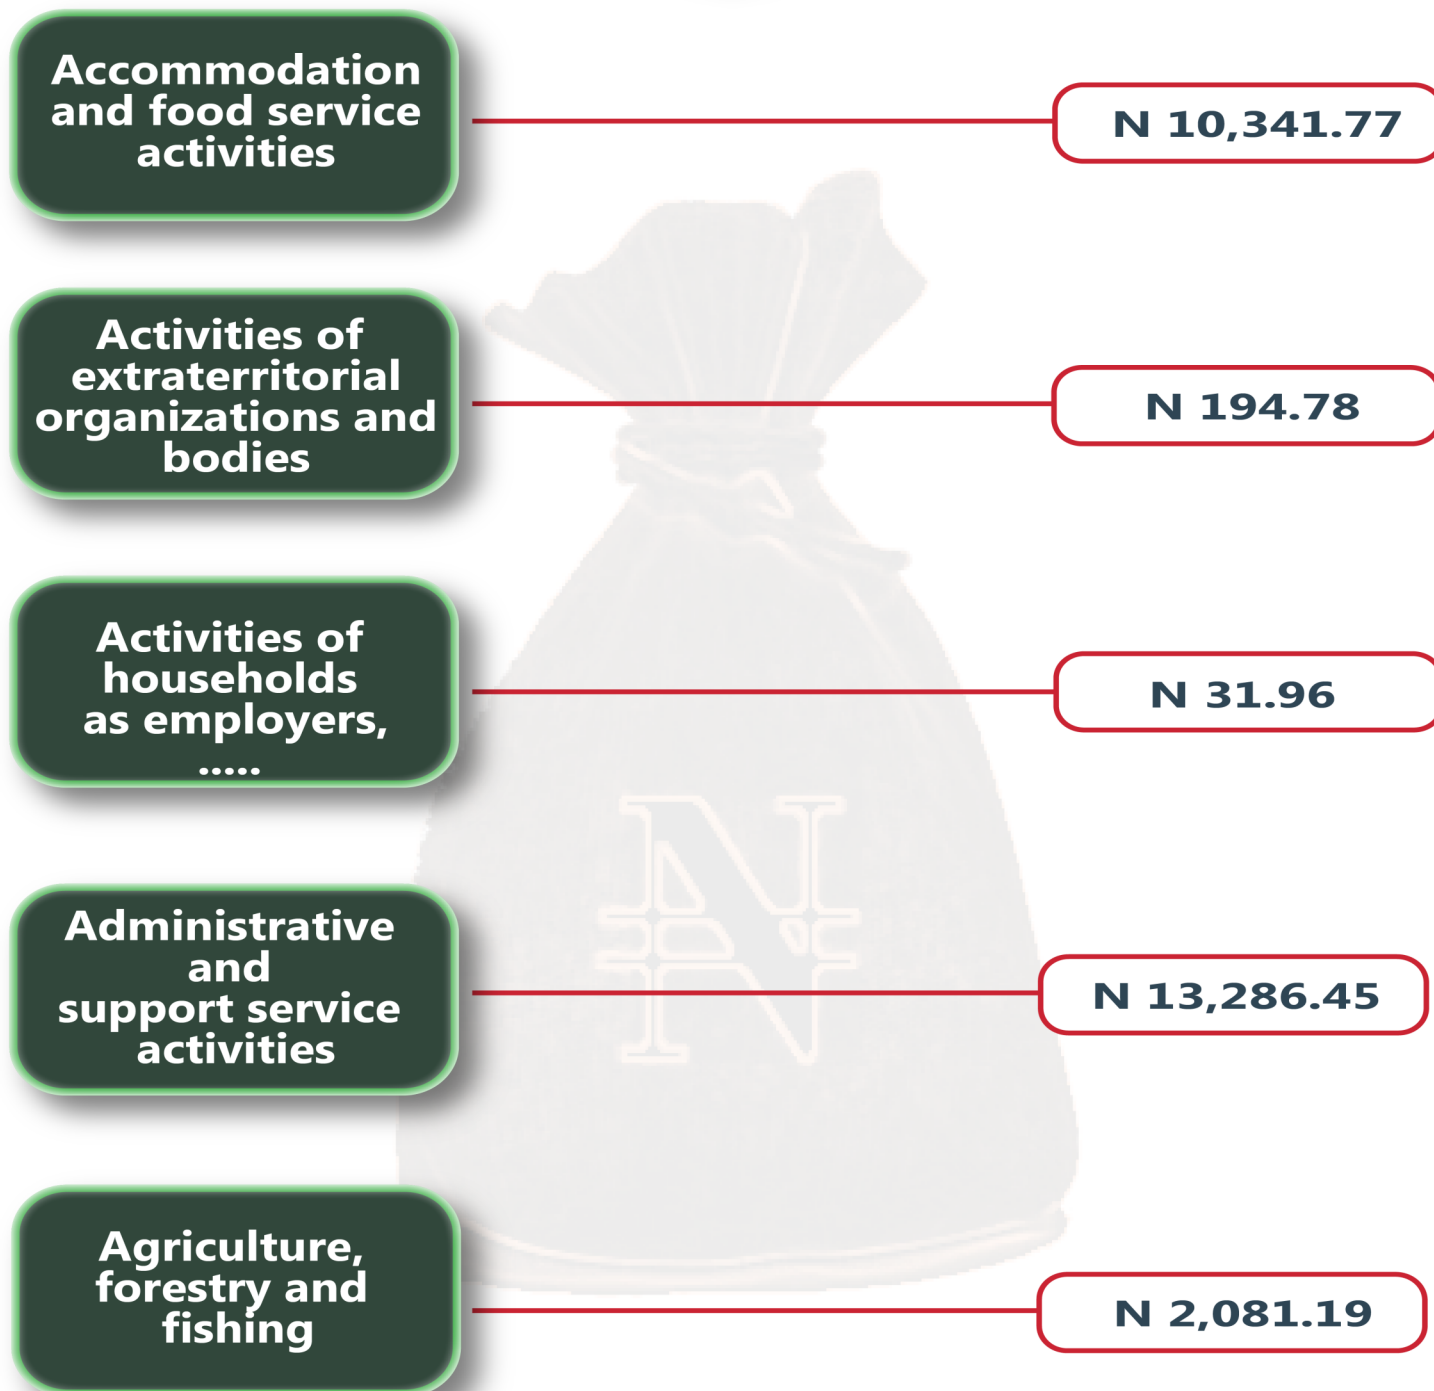 Accommodation
and food service
activities
N 10,341.77
Activities of
extraterritorial
organizations and
bodies
N 194.78
Activities of
households
as employers,
.....
N 31.96
Administrative
and
support service
activities
N 13,286.45
Agriculture,
forestry and
fishing
N 2,081.19
₦